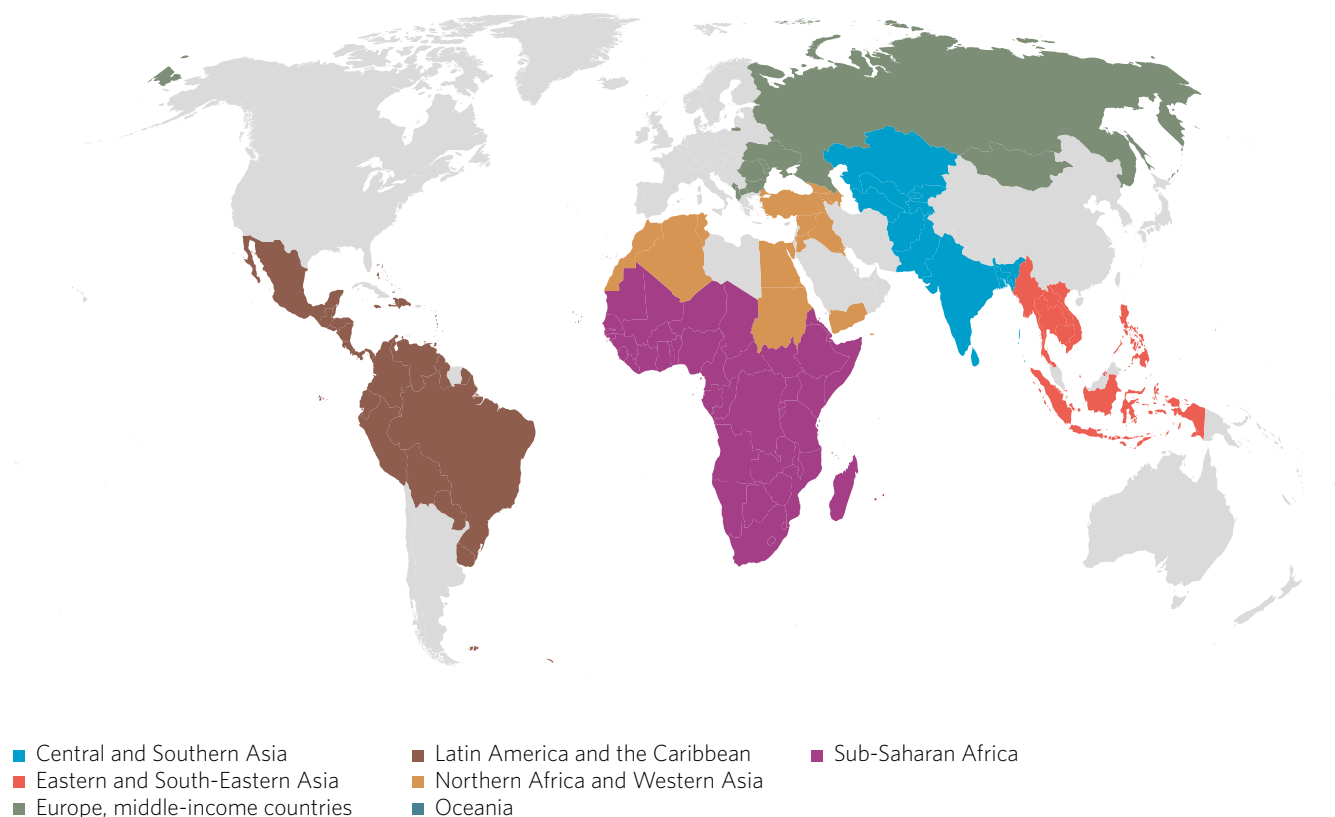 Central and Southern Asia
Eastern and South-Eastern Asia
Europe, middle-income countries
Latin America and the Caribbean
Northern Africa and Western Asia
Oceania
Sub-Saharan Africa